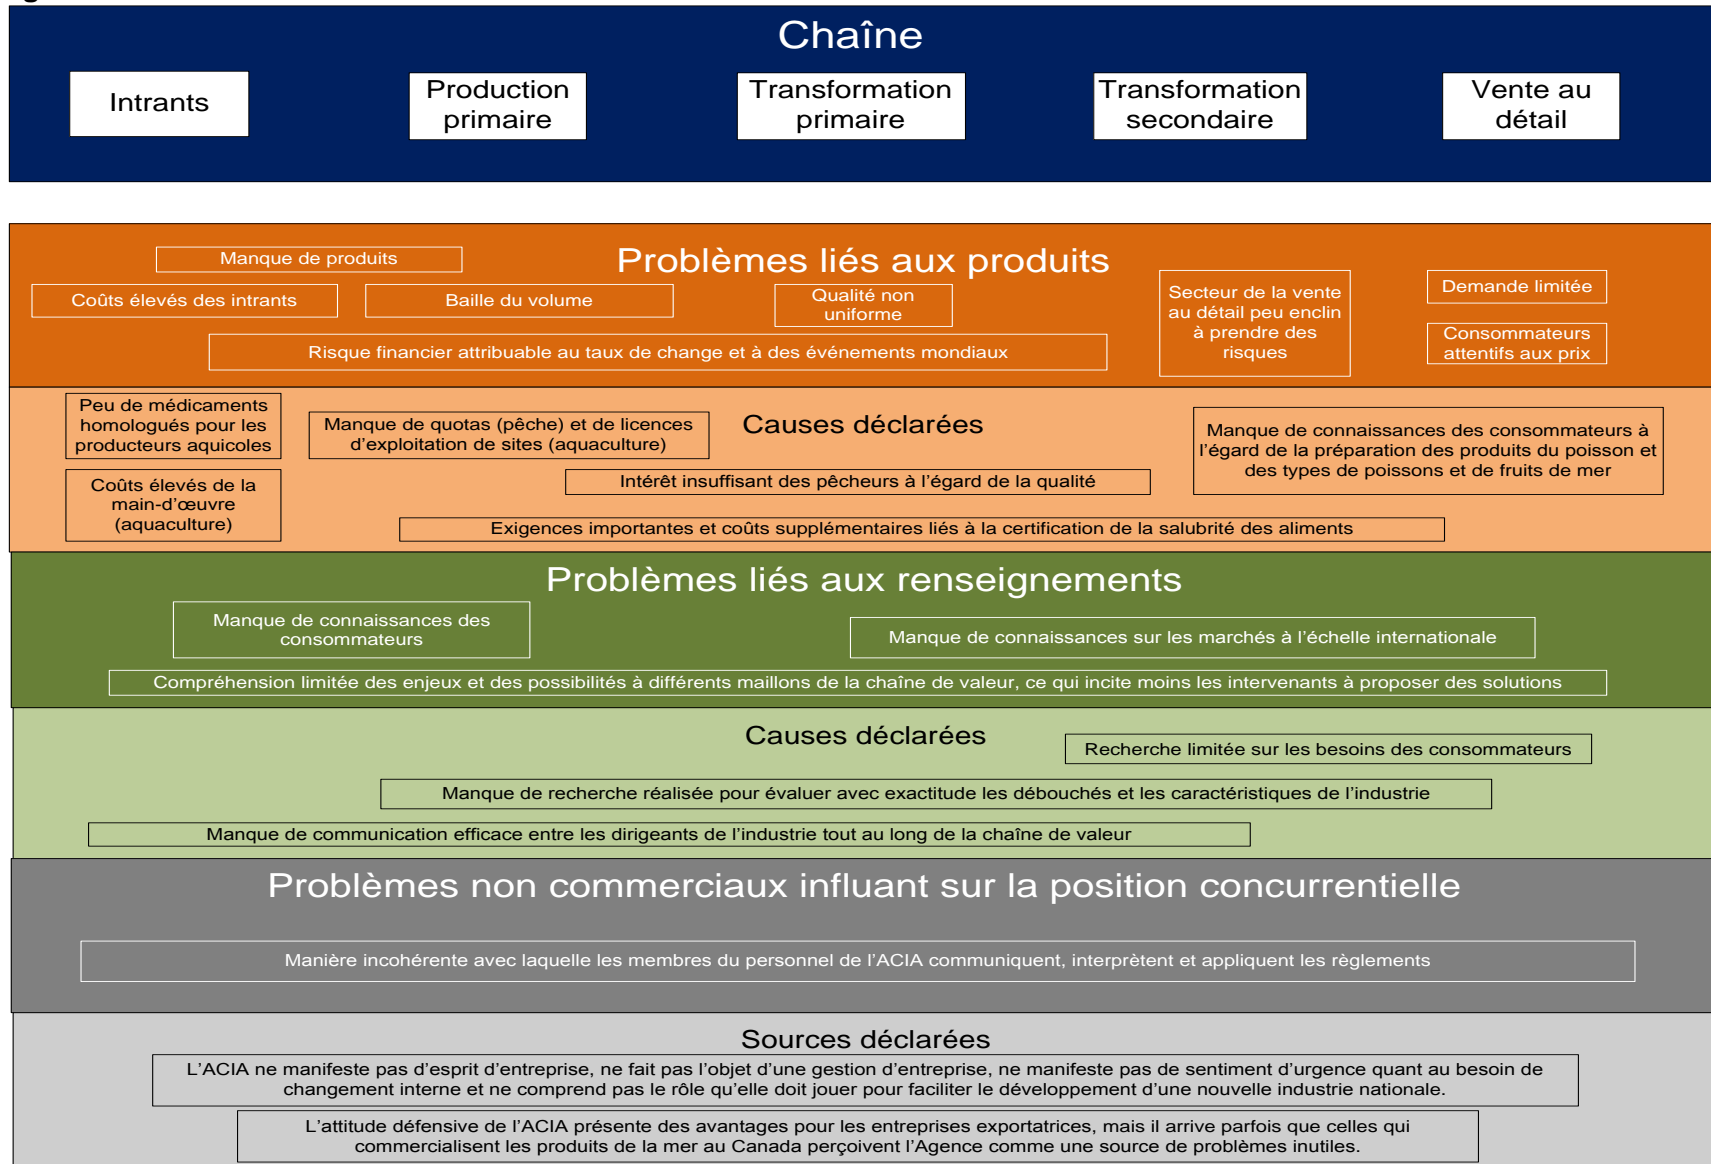 Chaîne
Intrants
Production
primaire
Transformation
primaire
Transformation
secondaire
Vente au
détail
Problèmes liés aux produits
Manque de produits
Coûts élevés des intrants
Baille du volume
Qualité non
uniforme
Secteur de la vente
au détail peu enclin
à prendre des
risques
Demande limitée
Consommateurs
attentifs aux prix
Risque financier attribuable au taux de change et à des événements mondiaux
Causes déclarées
Peu de médicaments
homologués pour les
producteurs aquicoles
Manque de quotas (pêche) et de licences
d’exploitation de sites (aquaculture)
Manque de connaissances des consommateurs à
l’égard de la préparation des produits du poisson et
des types de poissons et de fruits de mer
Coûts élevés de la
main-d’œuvre
(aquaculture)
Intérêt insuffisant des pêcheurs à l’égard de la qualité
Exigences importantes et coûts supplémentaires liés à la certification de la salubrité des aliments
Problèmes liés aux renseignements
Manque de connaissances des
consommateurs
Manque de connaissances sur les marchés à l’échelle internationale
Compréhension limitée des enjeux et des possibilités à différents maillons de la chaîne de valeur, ce qui incite moins les intervenants à proposer des solutions
Causes déclarées
Recherche limitée sur les besoins des consommateurs
Manque de recherche réalisée pour évaluer avec exactitude les débouchés et les caractéristiques de l’industrie
Manque de communication efficace entre les dirigeants de l’industrie tout au long de la chaîne de valeur
Problèmes non commerciaux influant sur la position concurrentielle
Manière incohérente avec laquelle les membres du personnel de l’ACIA communiquent, interprètent et appliquent les règlements
Sources déclarées
L’ACIA ne manifeste pas d’esprit d’entreprise, ne fait pas l’objet d’une gestion d’entreprise, ne manifeste pas de sentiment d’urgence quant au besoin de
changement interne et ne comprend pas le rôle qu’elle doit jouer pour faciliter le développement d’une nouvelle industrie nationale.
L’attitude défensive de l’ACIA présente des avantages pour les entreprises exportatrices, mais il arrive parfois que celles qui
commercialisent les produits de la mer au Canada perçoivent l’Agence comme une source de problèmes inutiles.